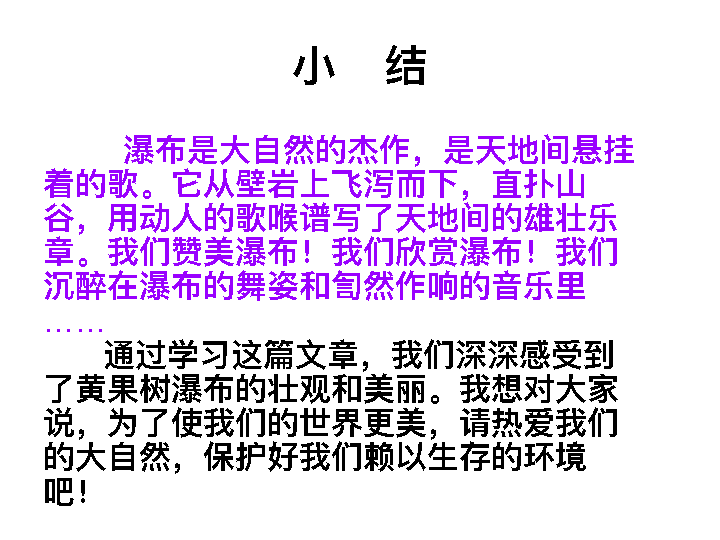 小 结
瀑布是大自然的杰作，是天地间悬挂
着的歌。它从壁岩上飞泻而下，直扑山
谷，用动人的歌喉谱写了天地间的雄壮乐
章。我们赞美瀑布！我们欣赏瀑布！我们
沉醉在瀑布的舞姿和訇然作响的音乐里
……
通过学习这篇文章，我们深深感受到
了黄果树瀑布的壮观和美丽。我想对大家
说，为了使我们的世界更美，请热爱我们
的大自然，保护好我们赖以生存的环境
吧！